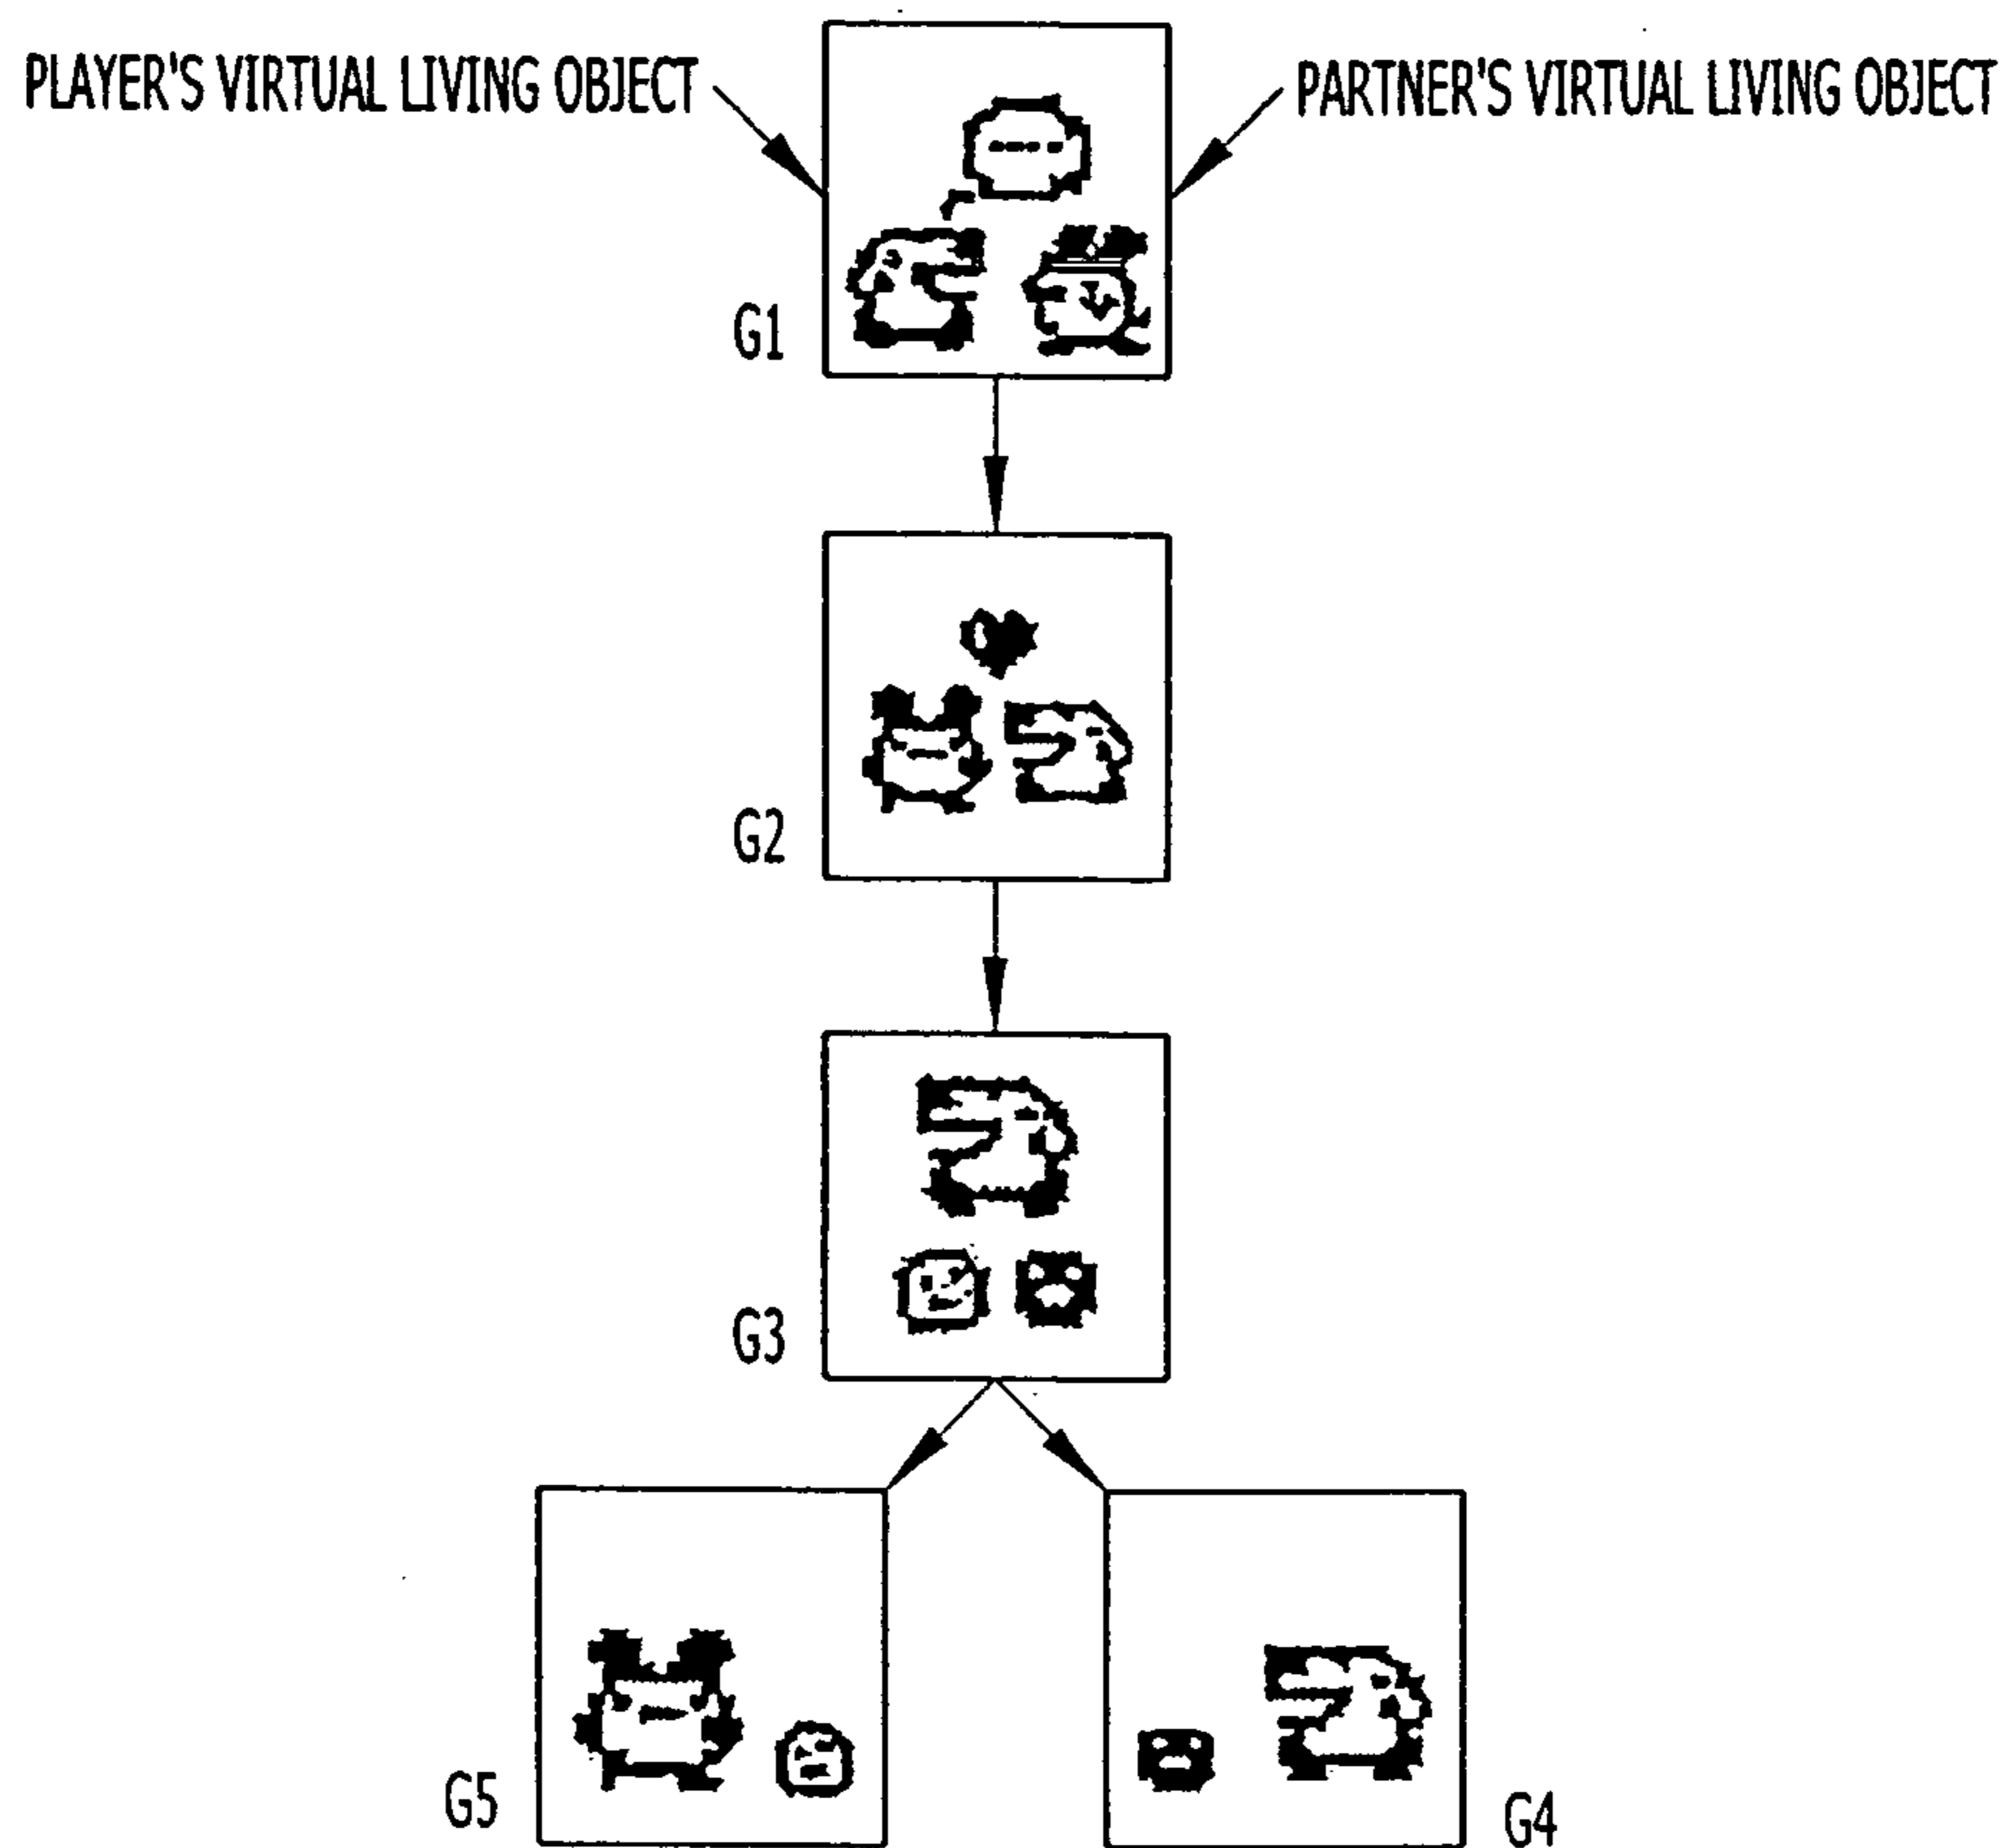 PLAYER'S VIRTUAL LIVING OBJECT
PARTNER'S VIRTUAL LIVING OBJECT
G1
G2
G3
G5
G4